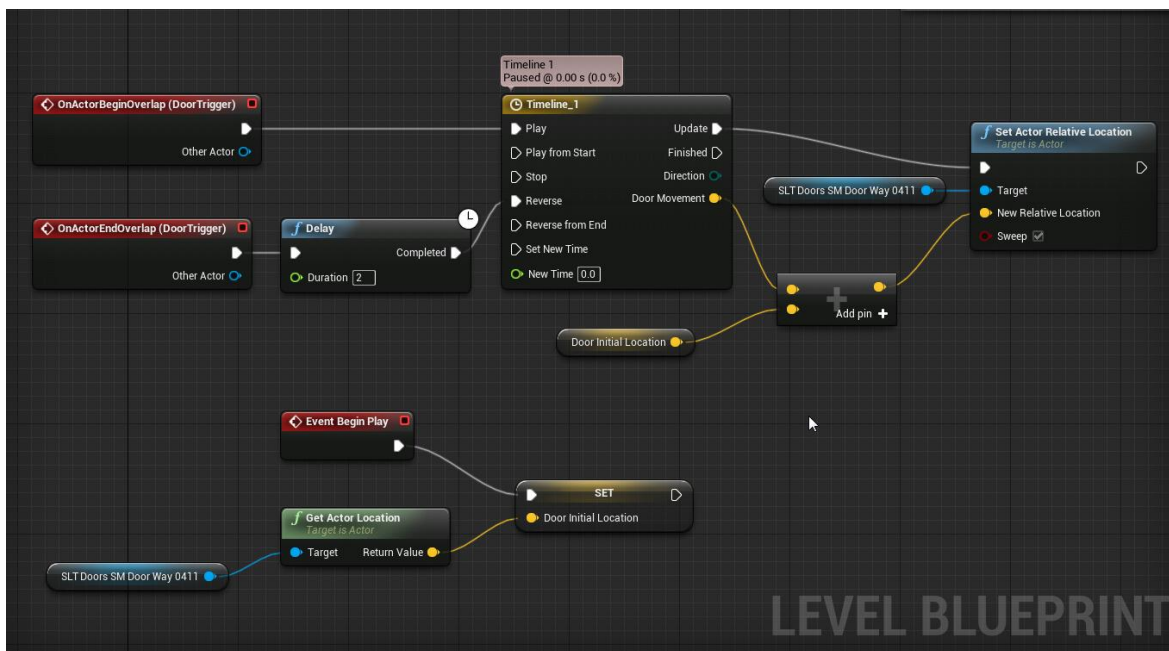 Timeline 1
Paused @ 0.00 s (0.0 %)
OnActorBeginOverlap (DoorTrigger)
Other Actor
OnActorEndOverlap (DoorTrigger)
Other Actor
Delay
Completed
Duration 2
Timeline_1
Play Update
Play from Start Finished
Stop Direction
Reverse Door Movement
Reverse from End
Set New Time
New Time 0.0
SLT Doors SM Door Way 0411
Set Actor Relative Location
Target is Actor
Target
New Relative Location
Sweep
Add pin +
Door Initial Location
Event Begin Play
SET
Door Initial Location
Get Actor Location
Target is Actor
Target Return Value
SLT Doors SM Door Way 0411
LEVEL BLUEPRINT